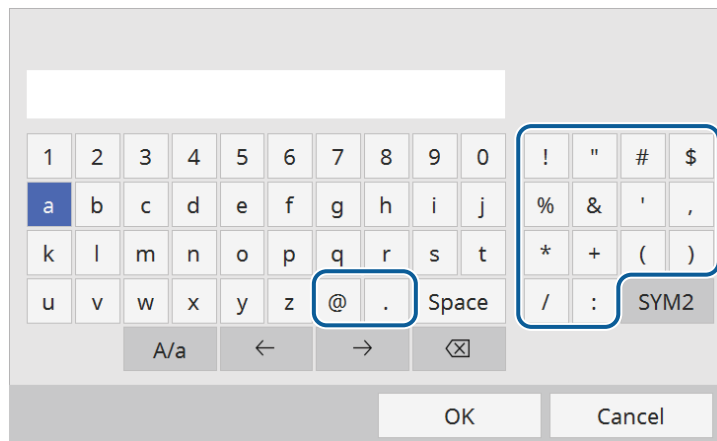 1 2 3 4 5 6 7 8 9 0 ! " # $
a b c d e f g h i j % & ' ,
k l m n o p q r s t * + ( )
u v w x y z @ . Space / : SYM2
A/a ← → ⌫
OK Cancel